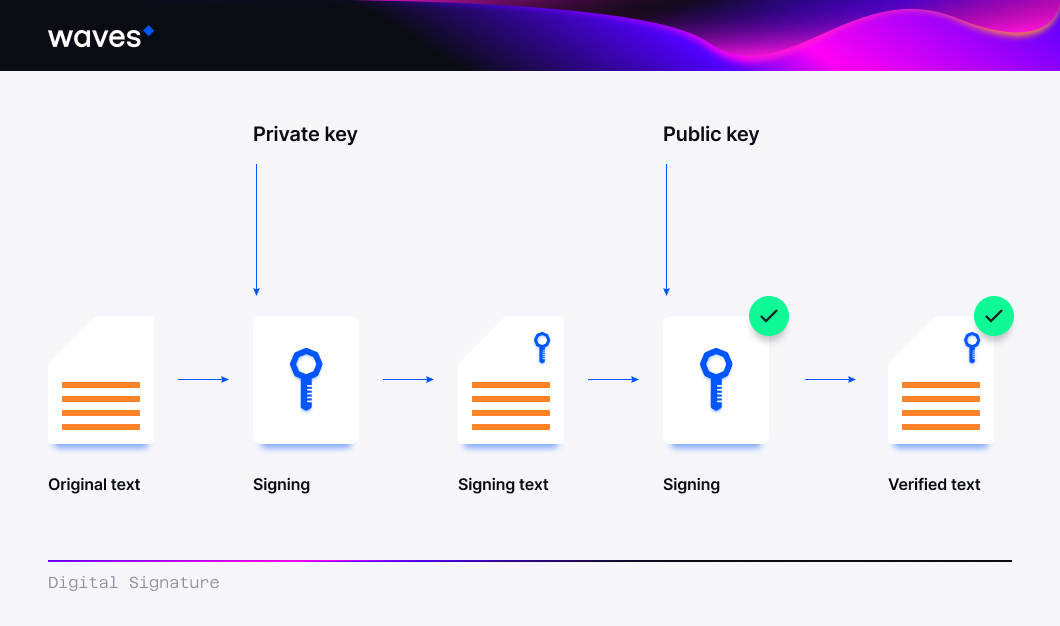 waves
Private key
Public key
Original text
Signing
Signing text
Signing
Verified text
Digital Signature